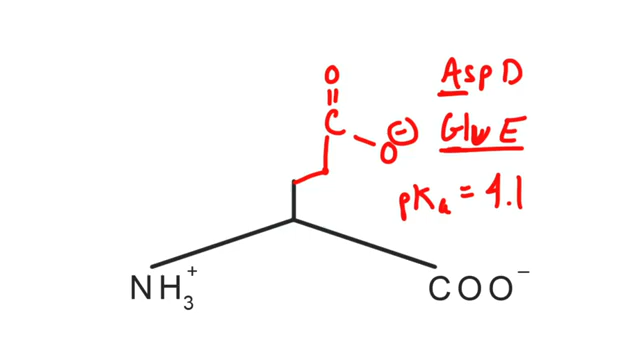 O
C
O⊖
Asp D
Glu E
pKa = 4.1
NH3+
COO−